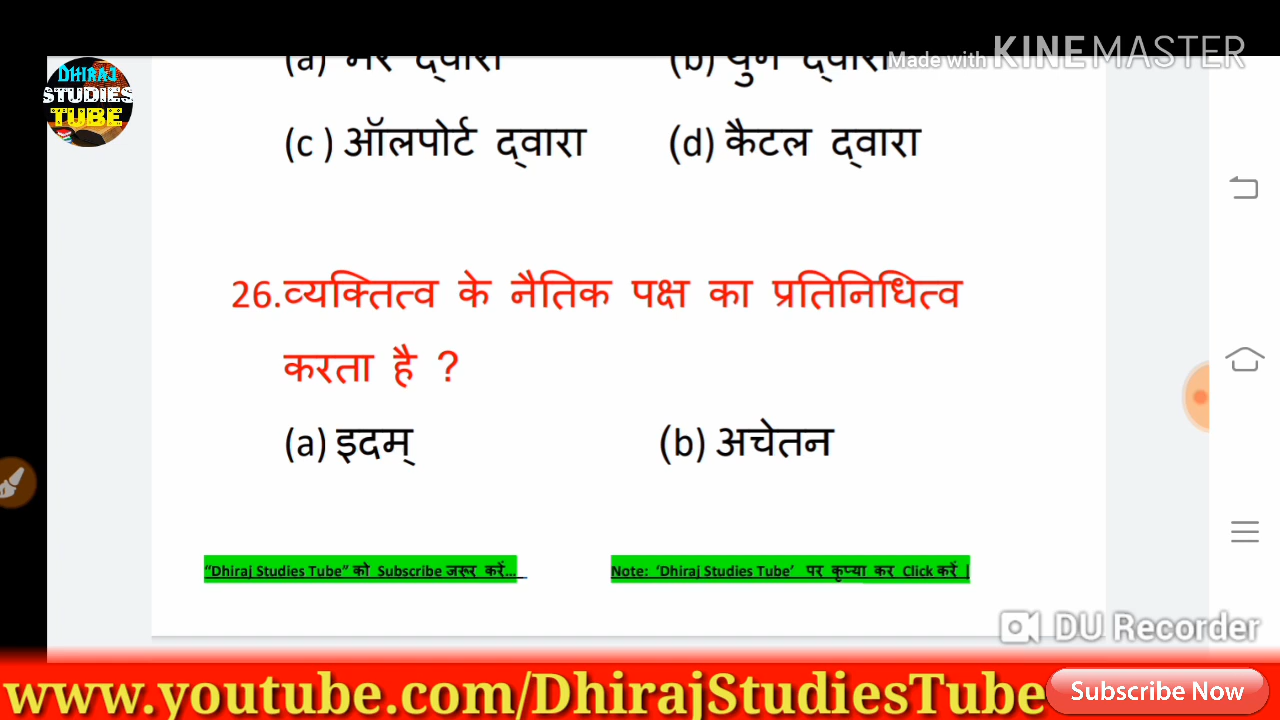 Made with KINEMASTER
DHIRAJ
STUDIES
TUBE
(a) मर द्वारा (b) युंग द्वारा
(c ) ऑलपोर्ट द्वारा (d) कैटल द्वारा
26.व्यक्तित्व के नैतिक पक्ष का प्रतिनिधित्व
करता है ?
(a) इदम् (b) अचेतन
“Dhiraj Studies Tube” को Subscribe जरूर करें...
Note: ‘Dhiraj Studies Tube’ पर कृप्या कर Click करें |
DU Recorder
www.youtube.com/DhirajStudiesTube
Subscribe Now